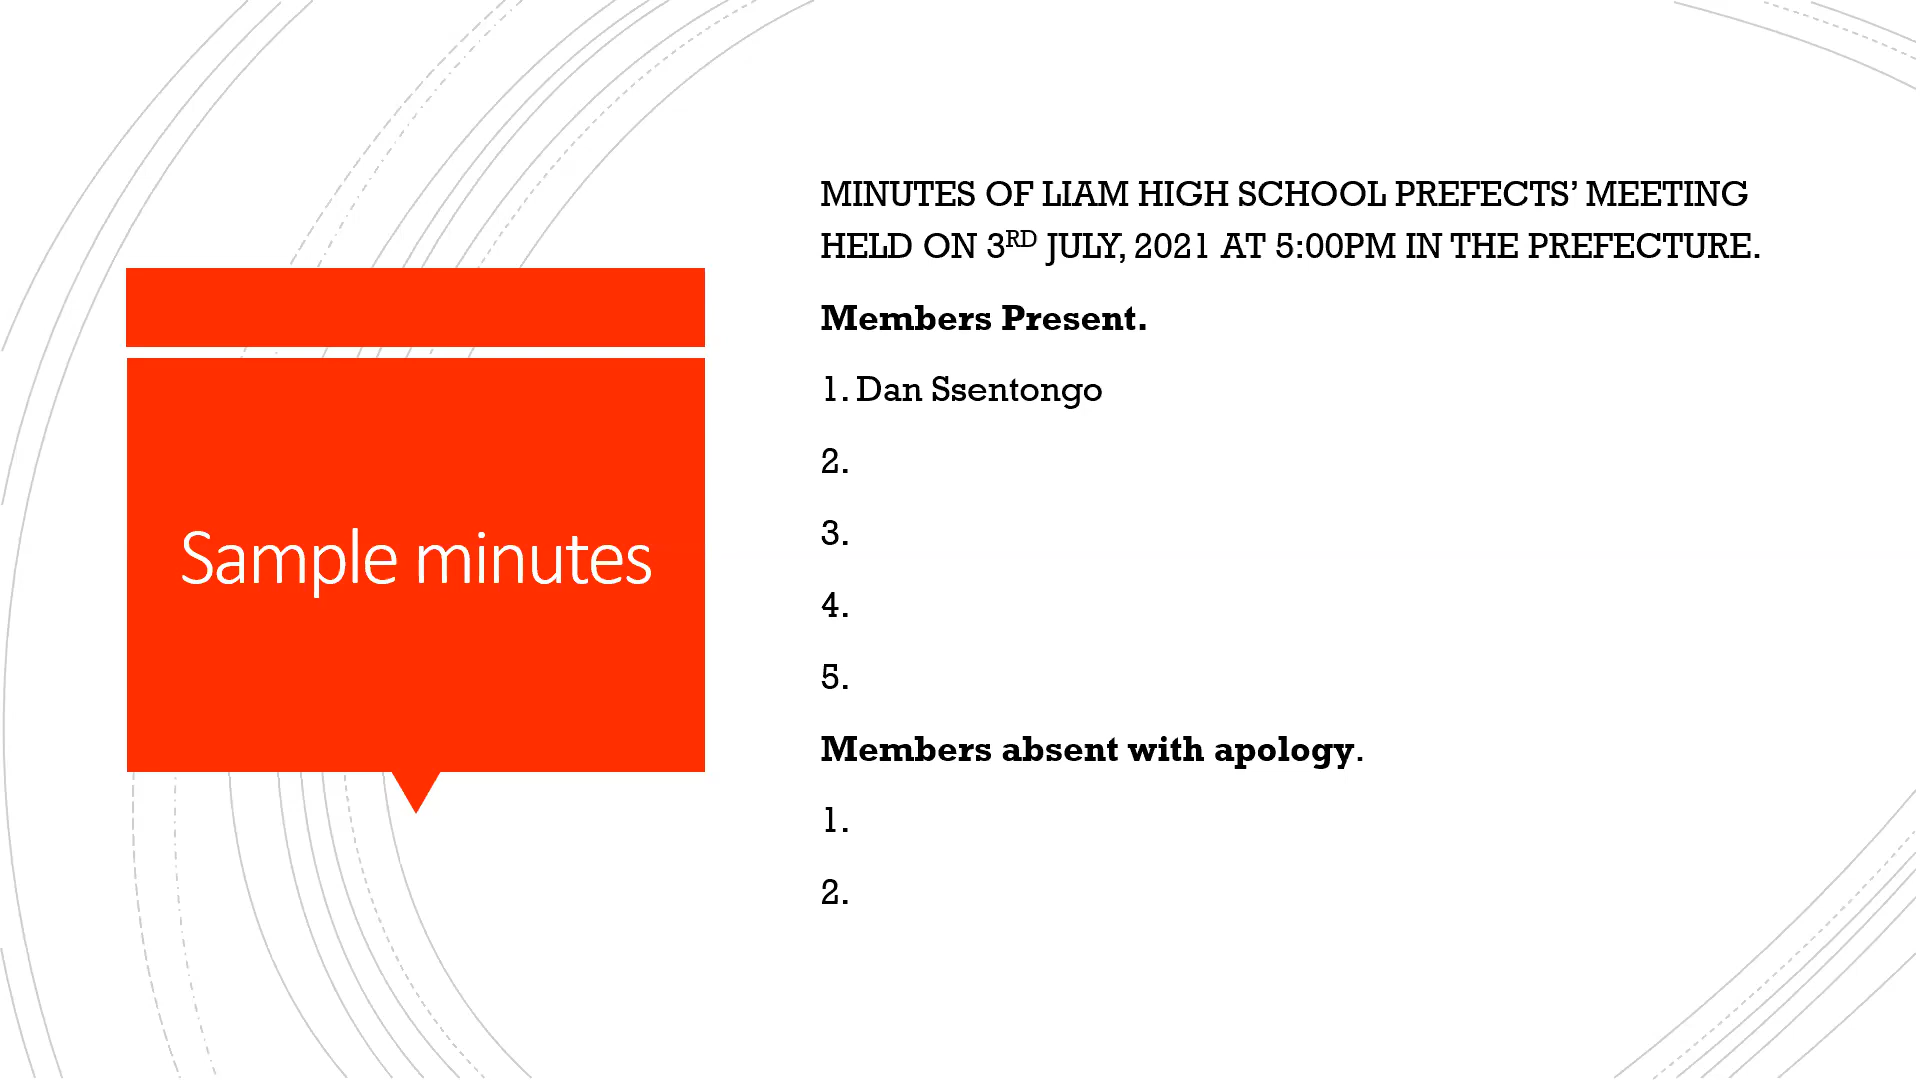 Sample minutes
MINUTES OF LIAM HIGH SCHOOL PREFECTS’ MEETING
HELD ON 3RD JULY, 2021 AT 5:00PM IN THE PREFECTURE.
Members Present.
1. Dan Ssentongo
2.
3.
4.
5.
Members absent with apology.
1.
2.